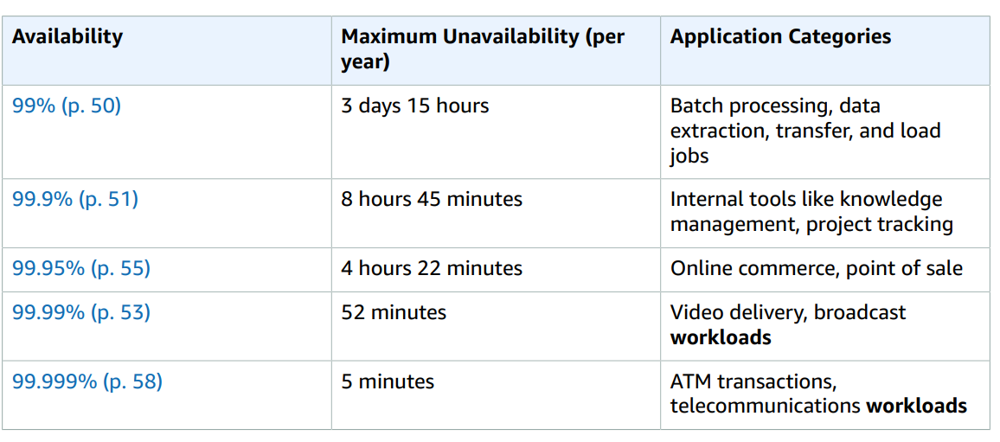 Availability
Maximum Unavailability (per
year)
Application Categories
99% (p. 50)
3 days 15 hours
Batch processing, data
extraction, transfer, and load
jobs
99.9% (p. 51)
8 hours 45 minutes
Internal tools like knowledge
management, project tracking
99.95% (p. 55)
4 hours 22 minutes
Online commerce, point of sale
99.99% (p. 53)
52 minutes
Video delivery, broadcast
workloads
99.999% (p. 58)
5 minutes
ATM transactions,
telecommunications workloads